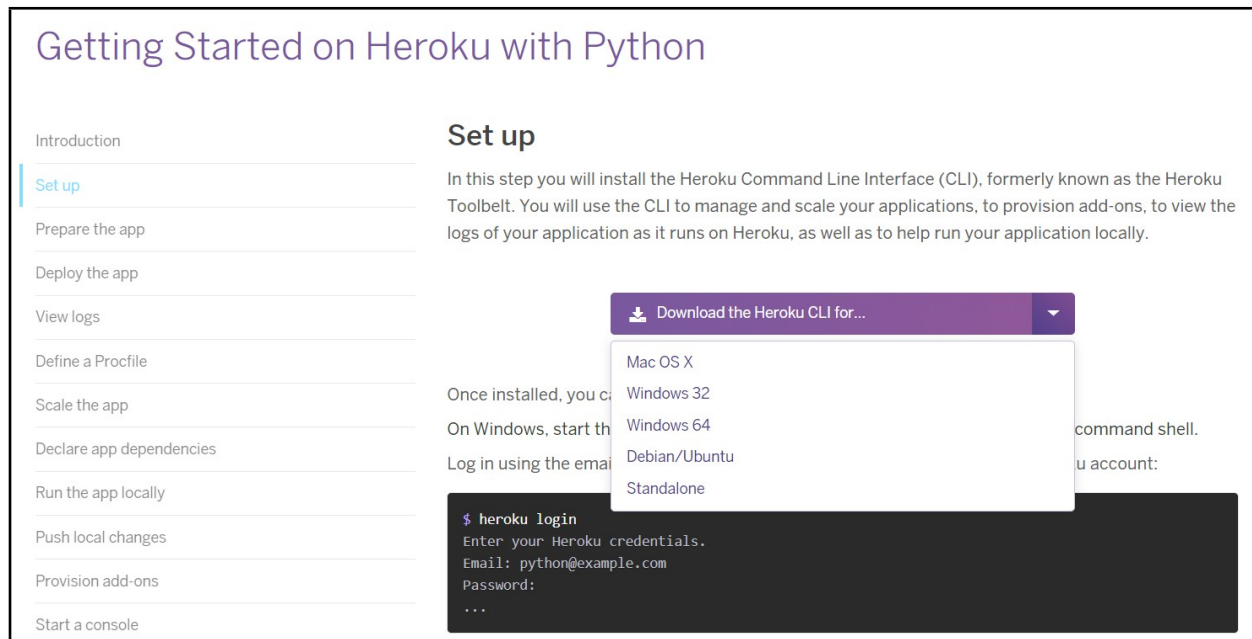 Getting Started on Heroku with Python
Introduction
Set up
Prepare the app
Deploy the app
View logs
Define a Procfile
Scale the app
Declare app dependencies
Run the app locally
Push local changes
Provision add-ons
Start a console
Set up
In this step you will install the Heroku Command Line Interface (CLI), formerly known as the Heroku
Toolbelt. You will use the CLI to manage and scale your applications, to provision add-ons, to view the
logs of your application as it runs on Heroku, as well as to help run your application locally.
Download the Heroku CLI for...
Mac OS X
Windows 32
Windows 64
Debian/Ubuntu
Standalone
Once installed, you
On Windows, start command shell.
Log in using the account:
$ heroku login
Enter your Heroku credentials.
Email: python@example.com
Password:
...